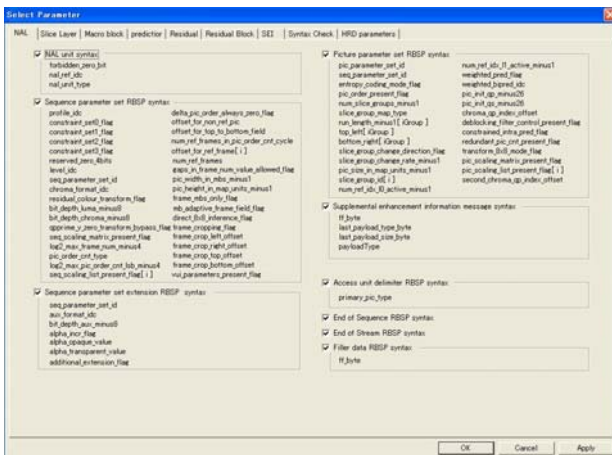 Select Parameter
NAL | Slice Layer | Macro block | predictior | Residual | Residual Block | SEI | Syntax Check | HRD parameters |
NAL unit syntax
forbidden_zero_bit
nal_ref_idc
nal_unit_type
Sequence parameter set RBSP syntax
profile_idc
constraint_set0_flag
constraint_set1_flag
constraint_set2_flag
constraint_set3_flag
reserved_zero_4bits
level_idc
seq_parameter_set_id
chroma_format_idc
residual_colour_transform_flag
bit_depth_luma_minus8
bit_depth_chroma_minus8
qpprime_y_zero_transform_bypass_flag
seq_scaling_matrix_present_flag
log2_max_frame_num_minus4
pic_order_cnt_type
log2_max_pic_order_cnt_lsb_minus4
seq_scaling_list_present_flag[ i ]
delta_pic_order_always_zero_flag
offset_for_non_ref_pic
offset_for_top_to_bottom_field
num_ref_frames_in_pic_order_cnt_cycle
offset_for_ref_frame[ i ]
num_ref_frames
gaps_in_frame_num_value_allowed_flag
pic_width_in_mbs_minus1
pic_height_in_map_units_minus1
frame_mbs_only_flag
mb_adaptive_frame_field_flag
direct_8x8_inference_flag
frame_cropping_flag
frame_crop_left_offset
frame_crop_right_offset
frame_crop_top_offset
frame_crop_bottom_offset
vui_parameters_present_flag
Sequence parameter set extension RBSP syntax
seq_parameter_set_id
aux_format_idc
bit_depth_aux_minus8
alpha_incr_flag
alpha_opaque_value
alpha_transparent_value
additional_extension_flag
Picture parameter set RBSP syntax
pic_parameter_set_id
seq_parameter_set_id
entropy_coding_mode_flag
pic_order_present_flag
num_slice_groups_minus1
slice_group_map_type
run_length_minus1[ iGroup ]
top_left[ iGroup ]
bottom_right[ iGroup ]
slice_group_change_direction_flag
slice_group_change_rate_minus1
pic_size_in_map_units_minus1
slice_group_id[ i ]
num_ref_idx_l0_active_minus1
num_ref_idx_l1_active_minus1
weighted_pred_flag
weighted_bipred_idc
pic_init_qp_minus26
pic_init_qs_minus26
chroma_qp_index_offset
deblocking_filter_control_present_flag
constrained_intra_pred_flag
redundant_pic_cnt_present_flag
transform_8x8_mode_flag
pic_scaling_matrix_present_flag
pic_scaling_list_present_flag[ i ]
second_chroma_qp_index_offset
Supplemental enhancement information message syntax
ff_byte
last_payload_type_byte
last_payload_size_byte
payloadType
Access unit delimiter RBSP syntax
primary_pic_type
End of Sequence RBSP syntax
End of Stream RBSP syntax
Filler data RBSP syntax
ff_byte
OK
Cancel
Apply